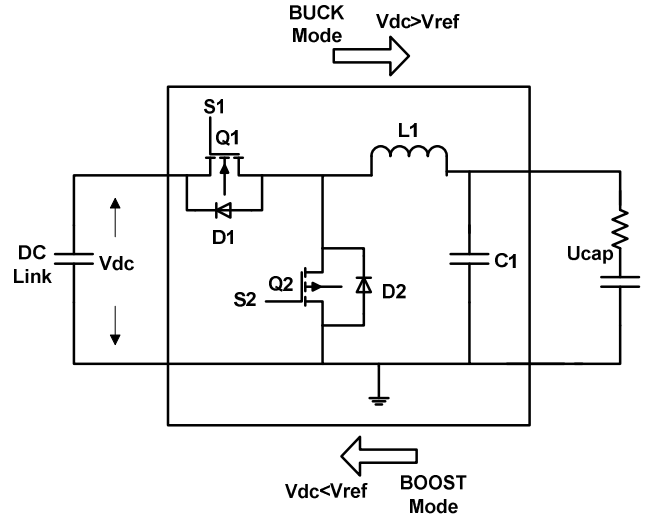 BUCK
Mode
Vdc>Vref
S1
Q1
L1
D1
DC
Link
Vdc
Ucap
C1
Q2
D2
S2
Vdc<Vref
BOOST
Mode